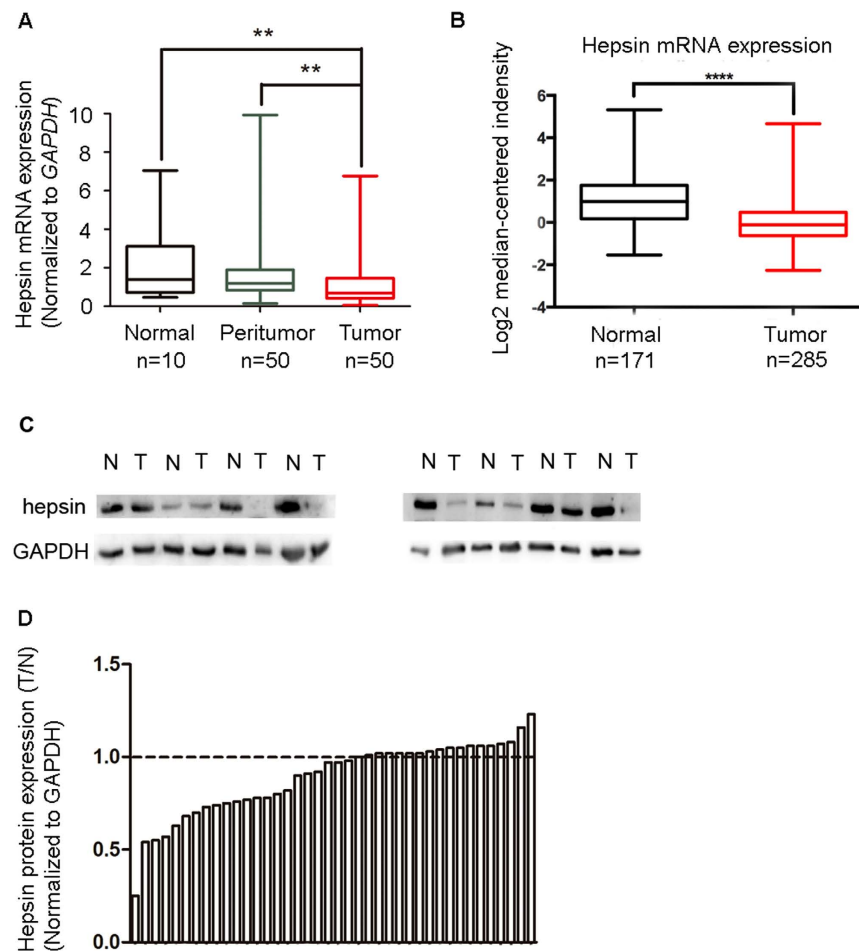 A
**
**
Hepsin mRNA expression
(Normalized to GAPDH)
10
8
6
4
2
0
Normal Peritumor Tumor
n=10 n=50 n=50
B
Hepsin mRNA expression
****
Log2 median-centered indensity
6
4
2
0
-2
-4
Normal Tumor
n=171 n=285
C
N T N T N T N T N T N T N T N T
hepsin
GAPDH
D
Hepsin protein expression (T/N)
(Normalized to GAPDH)
1.5
1.0
0.5
0.0